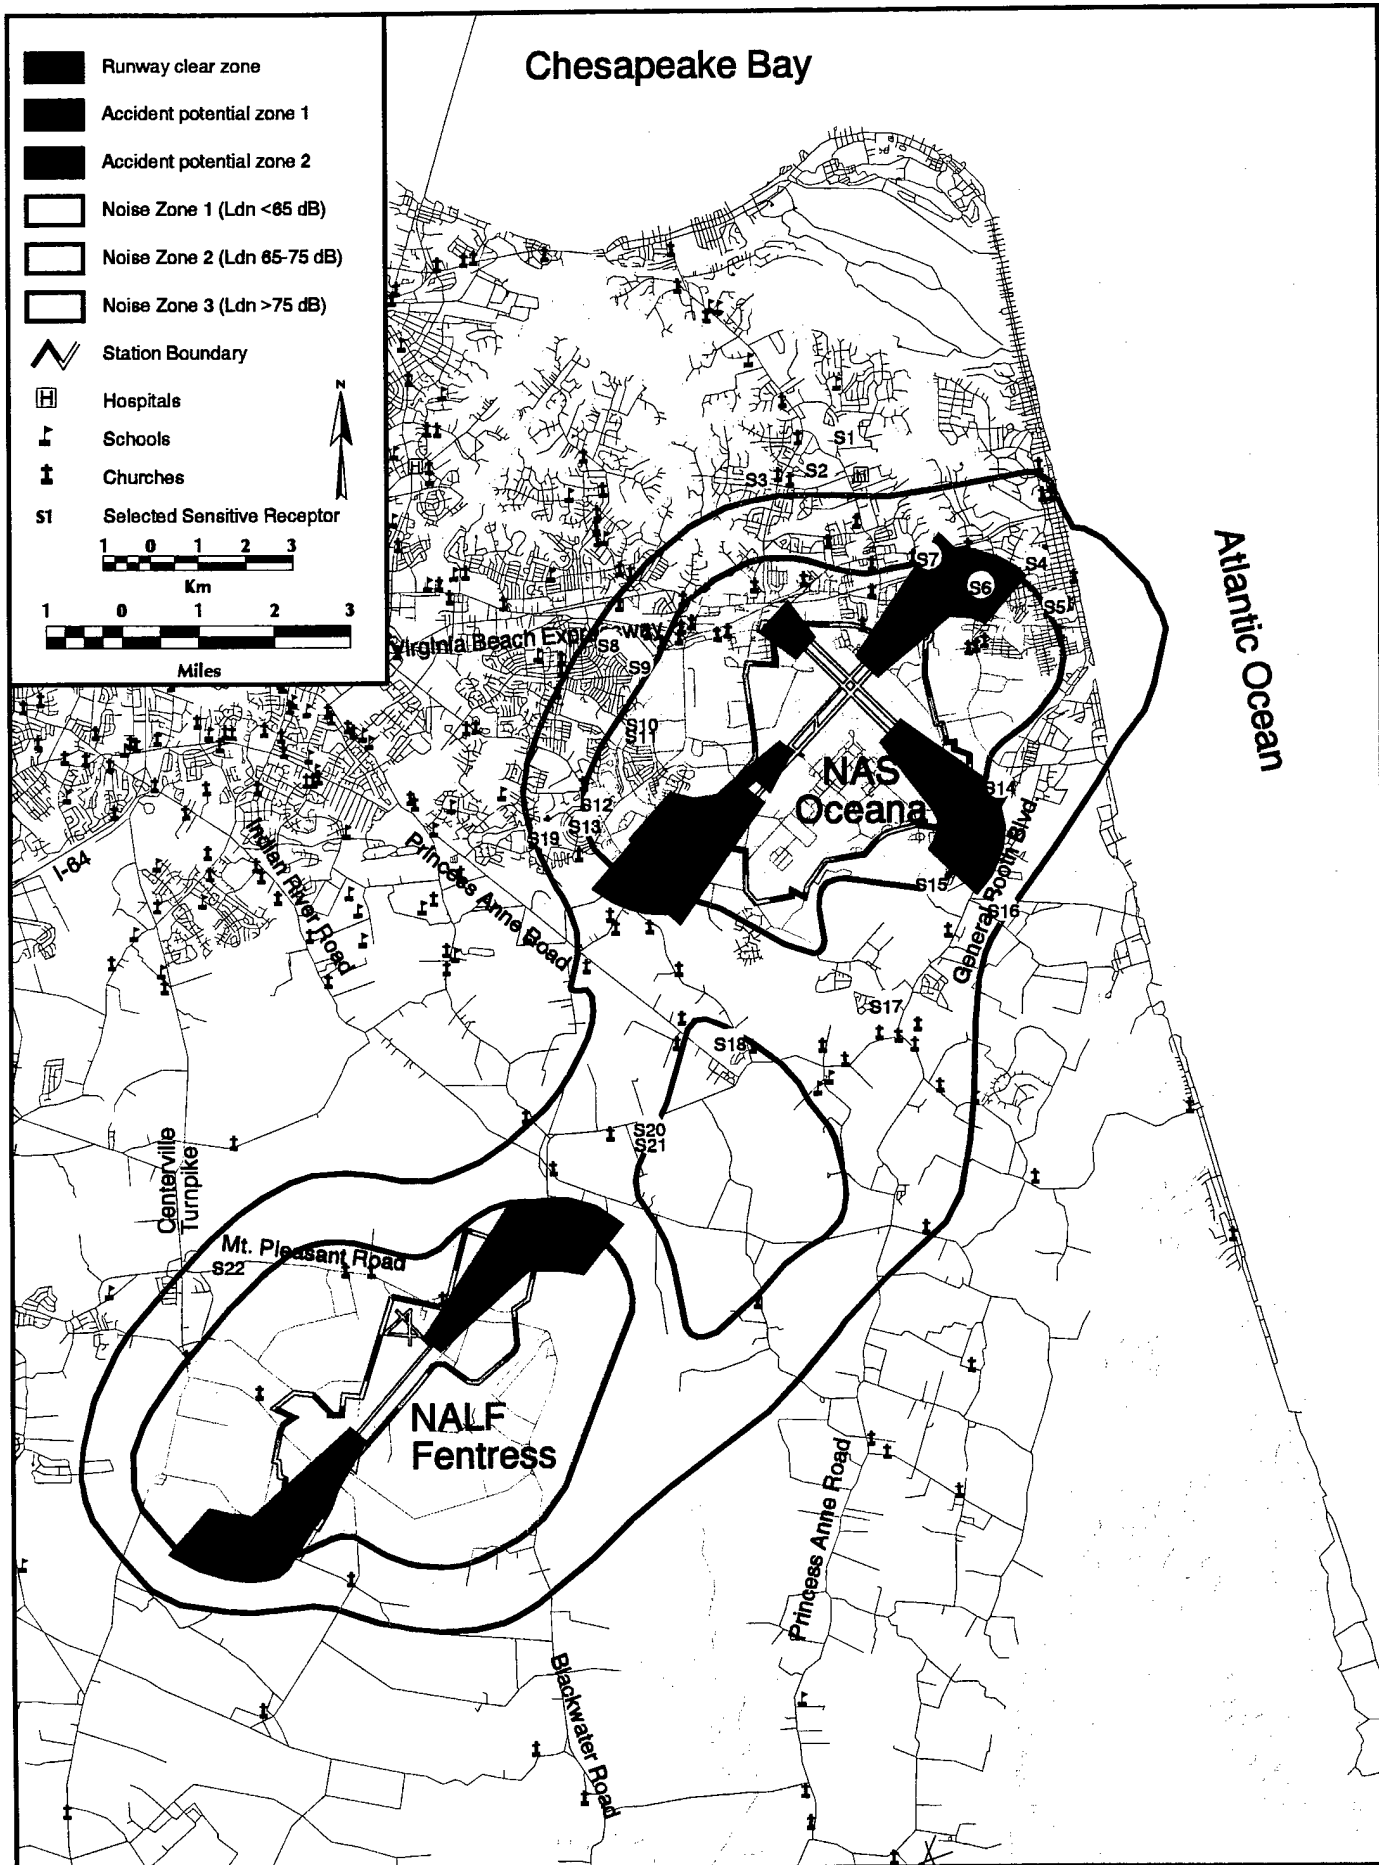 Runway clear zone
Accident potential zone 1
Accident potential zone 2
Noise Zone 1 (Ldn <65 dB)
Noise Zone 2 (Ldn 65-75 dB)
Noise Zone 3 (Ldn >75 dB)
Station Boundary
H Hospitals
Schools
Churches
S1 Selected Sensitive Receptor
N
1 0 1 2 3
Km
1 0 1 2 3
Miles
Chesapeake Bay
Atlantic Ocean
H
S1
S2
S3
H
S7
S4
S6
S5
Virginia Beach Expressway
S8
S9
S10
S11
NAS
Oceana
S14
S12
S13
S19
I-64
Indian River Road
Princess Anne Road
General Booth Blvd.
S15
S16
S17
S18
S20
S21
Centerville
Turnpike
Mt. Pleasant Road
S22
NALF
Fentress
Princess Anne Road
Blackwater Road